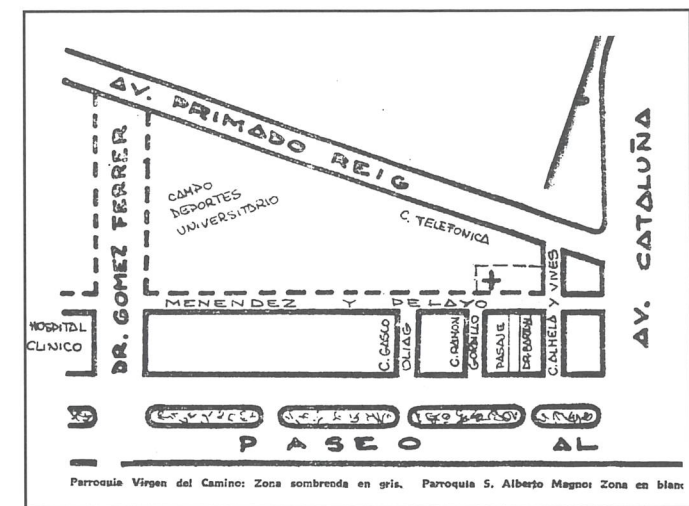 AV. PRIMADO REIG
DR. GOMEZ FERRER
CAMPO
DEPORTES
UNIVERSITARIO
C. TELEFONICA
AV. CATALUÑA
MENENDEZ Y PELAYO
HOSPITAL
CLINICO
C. GASCO
OLIAG
C. RAMON
GORDILLO
PASAJE
DR. BARTUAL
C. ALMELA Y VIVES
PASEO AL
Parroquia Virgen del Camino: Zona sombrenda en gris. Parroquia S. Alberto Magno: Zona en blanc